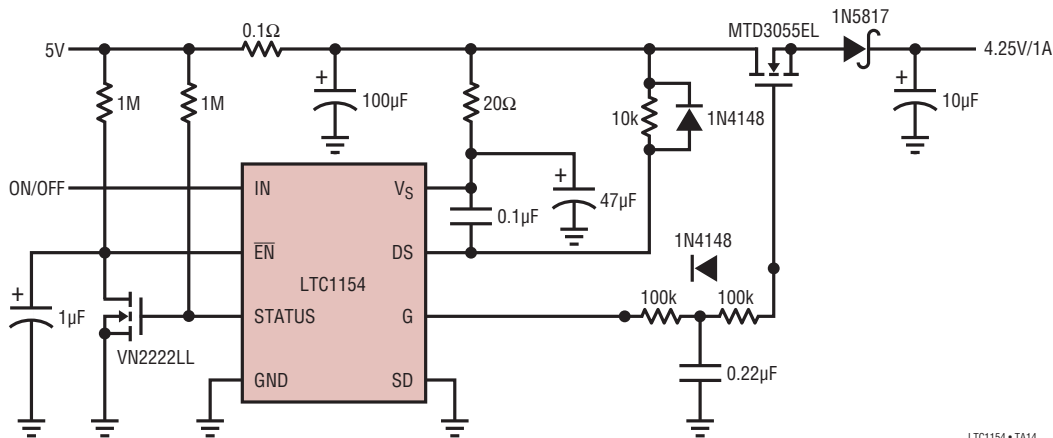 0.1Ω
MTD3055EL
1N5817
5V
4.25V/1A
1M
1M
100µF
20Ω
10k
1N4148
10µF
ON/OFF
IN
VS
0.1µF
47µF
EN
DS
1N4148
LTC1154
1µF
STATUS
G
100k
100k
VN2222LL
GND
SD
0.22µF
LTC1154 • TA14